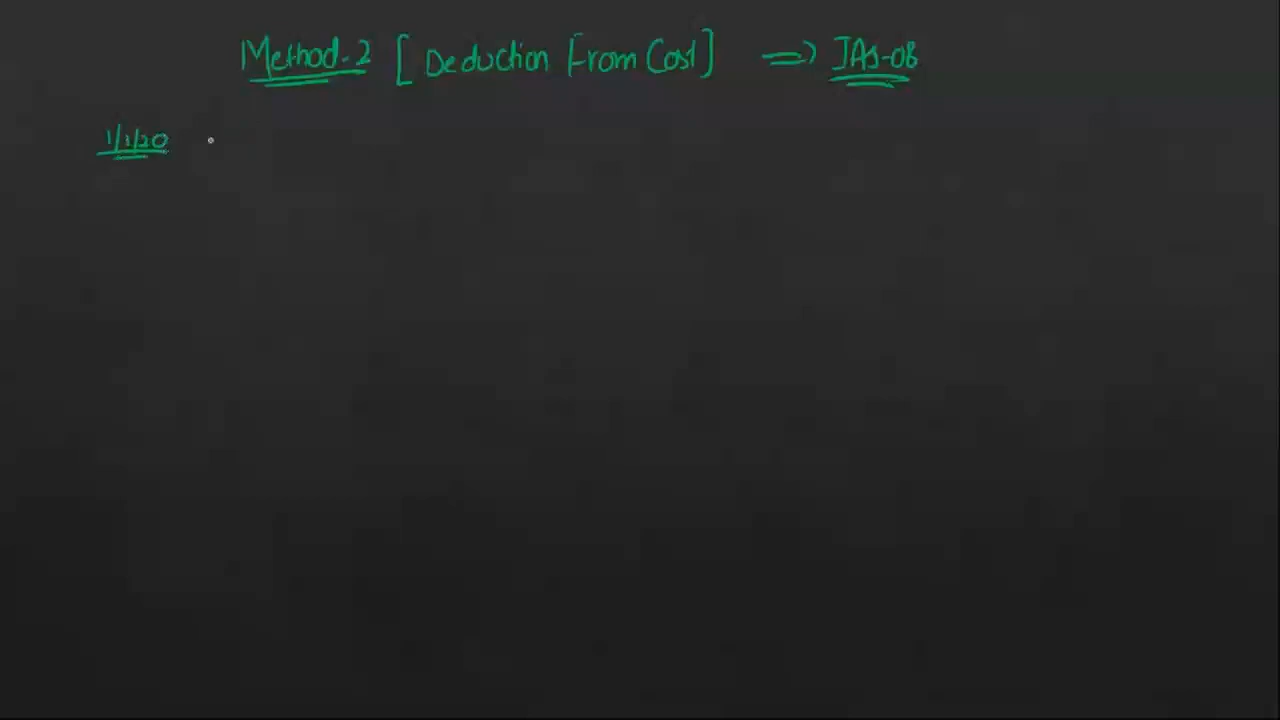 Method-2 [Deduction From Cost] => IAS-08
1/1/20